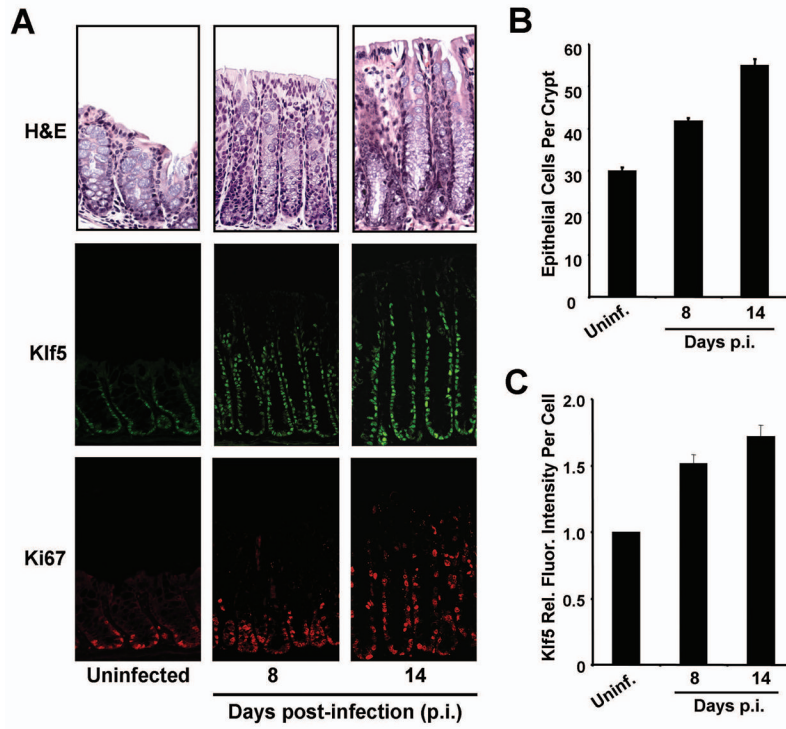 A
H&E
Klf5
Ki67
Uninfected
8
14
Days post-infection (p.i.)
B
Epithelial Cells Per Crypt
60
50
40
30
20
10
0
Uninf.
8
14
Days p.i.
C
Klf5 Rel. Fluor. Intensity Per Cell
2.0
1.5
1.0
0.5
0
Uninf.
8
14
Days p.i.